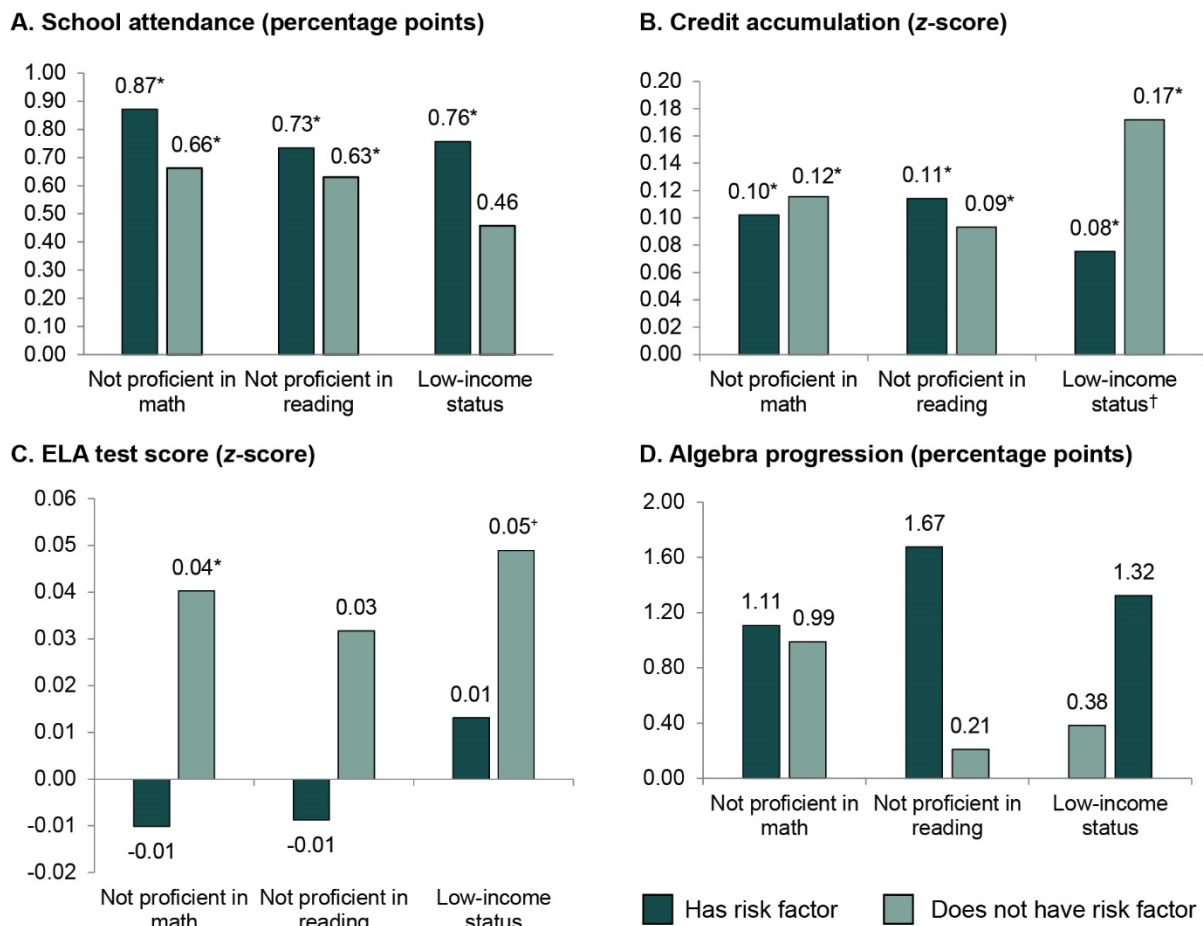 A. School attendance (percentage points)
1.00
0.90
0.80
0.70
0.60
0.50
0.40
0.30
0.20
0.10
0.00
0.87*
0.66*
0.73*
0.63*
0.76*
0.46
Not proficient in
math
Not proficient in
reading
Low-income
status
B. Credit accumulation (z-score)
0.20
0.18
0.16
0.14
0.12
0.10
0.08
0.06
0.04
0.02
0.00
0.10*
0.12*
0.11*
0.09*
0.08*
0.17*
Not proficient in
math
Not proficient in
reading
Low-income
status†
C. ELA test score (z-score)
0.06
0.05
0.04
0.03
0.02
0.01
0.00
-0.01
-0.02
-0.01
0.04*
-0.01
0.03
0.01
0.05⁺
Not proficient in
math
Not proficient in
reading
Low-income
status
D. Algebra progression (percentage points)
2.00
1.60
1.20
0.80
0.40
0.00
1.11
0.99
1.67
0.21
0.38
1.32
Not proficient in
math
Not proficient in
reading
Low-income
status
Has risk factor
Does not have risk factor